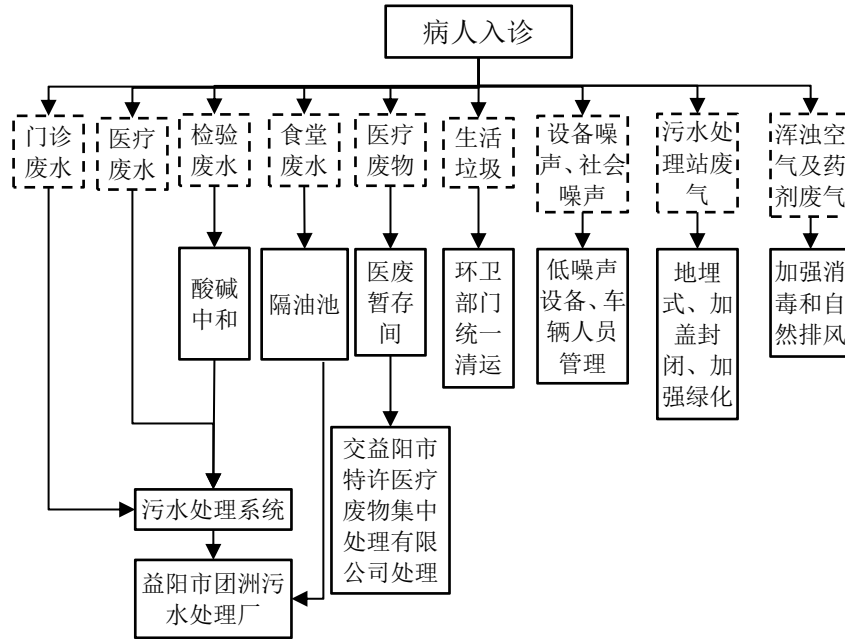 病人入诊
门诊
废水
医疗
废水
检验
废水
食堂
废水
医疗
废物
生活
垃圾
设备噪
声、社会
噪声
污水处
理站废
气
浑浊空
气及药
剂废气
酸碱
中和
隔油池
医废
暂存
间
环卫
部门
统一
清运
低噪声
设备、车
辆人员
管理
地埋
式、加
盖封
闭、加
强绿化
加强消
毒和自
然排风
交益阳市
特许医疗
废物集中
处理有限
公司处理
污水处理系统
益阳市团洲污
水处理厂